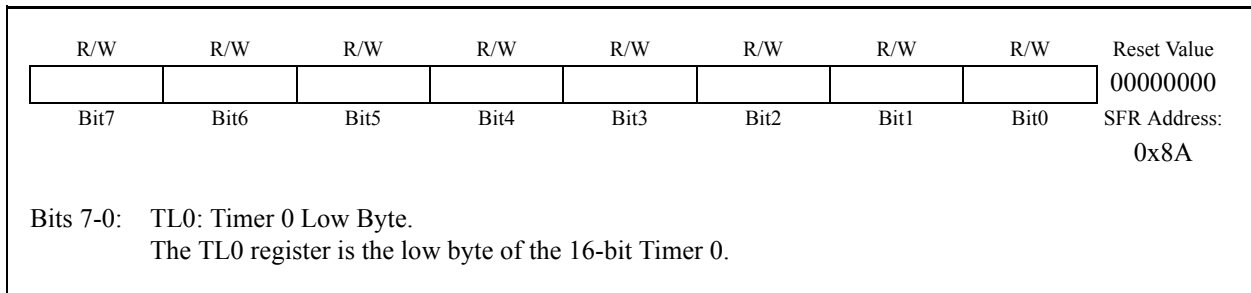 R/W R/W R/W R/W R/W R/W R/W R/W Reset Value
00000000
Bit7 Bit6 Bit5 Bit4 Bit3 Bit2 Bit1 Bit0 SFR Address:
0x8A
Bits 7-0: TL0: Timer 0 Low Byte.
The TL0 register is the low byte of the 16-bit Timer 0.